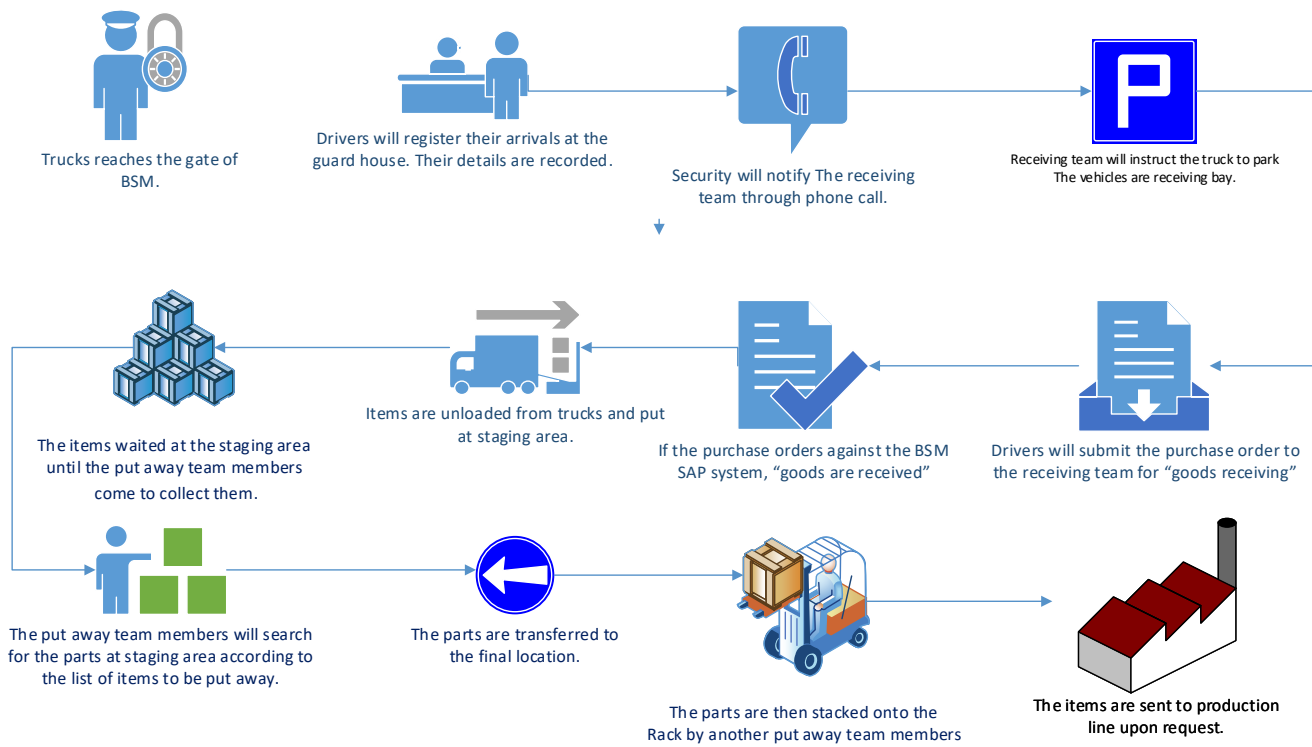 Trucks reaches the gate of
BSM.
Drivers will register their arrivals at the
guard house. Their details are recorded.
Security will notify The receiving
team through phone call.
P
Receiving team will instruct the truck to park
The vehicles are receiving bay.
The items waited at the staging area
until the put away team members
come to collect them.
Items are unloaded from trucks and put
at staging area.
If the purchase orders against the BSM
SAP system, “goods are received”
Drivers will submit the purchase order to
the receiving team for “goods receiving”
The put away team members will search
for the parts at staging area according to
the list of items to be put away.
The parts are transferred to
the final location.
The parts are then stacked onto the
Rack by another put away team members
The items are sent to production
line upon request.